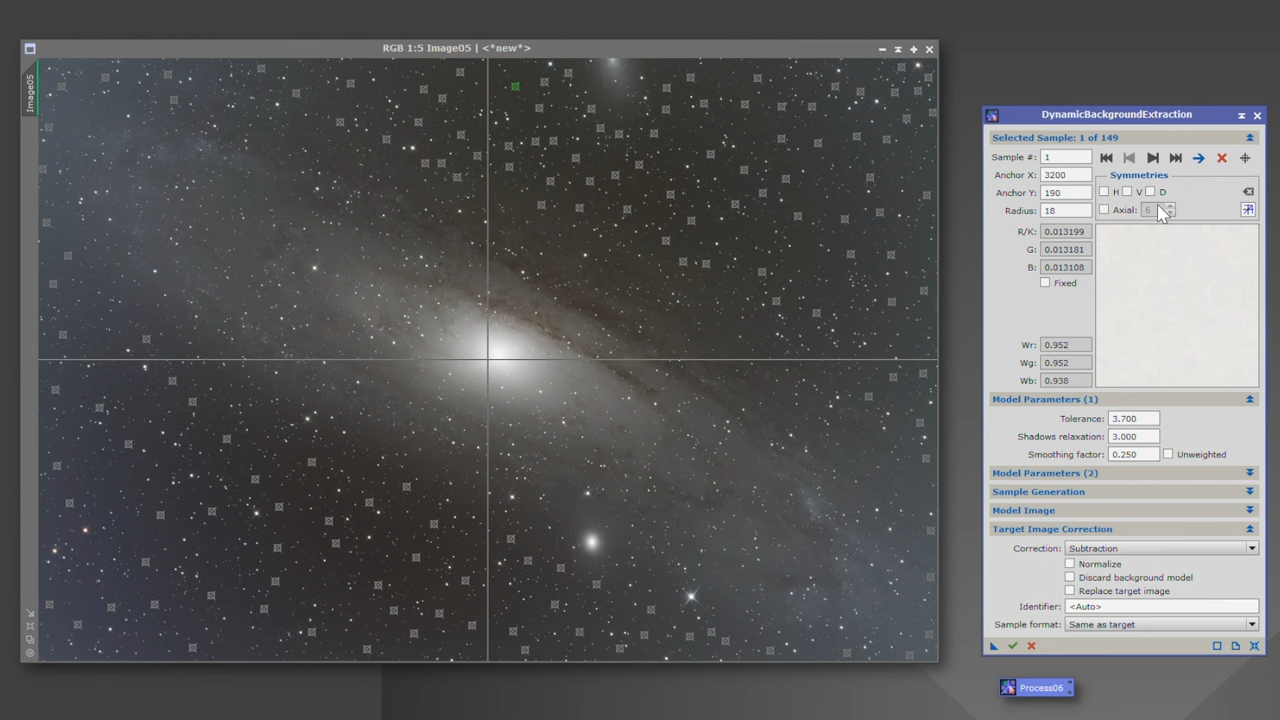 RGB 1:5 Image05 | <*new*>
Image05
DynamicBackgroundExtraction
Selected Sample: 1 of 149
Sample #: 1
Anchor X: 3200
Symmetries
Anchor Y: 190
H V D
Radius: 18
Axial: 6
R/K: 0.013199
G: 0.013181
B: 0.013108
Fixed
Wr: 0.952
Wg: 0.952
Wb: 0.938
Model Parameters (1)
Tolerance: 3.700
Shadows relaxation: 3.000
Smoothing factor: 0.250 Unweighted
Model Parameters (2)
Sample Generation
Model Image
Target Image Correction
Correction: Subtraction
Normalize
Discard background model
Replace target image
Identifier: <Auto>
Sample format: Same as target
Process06